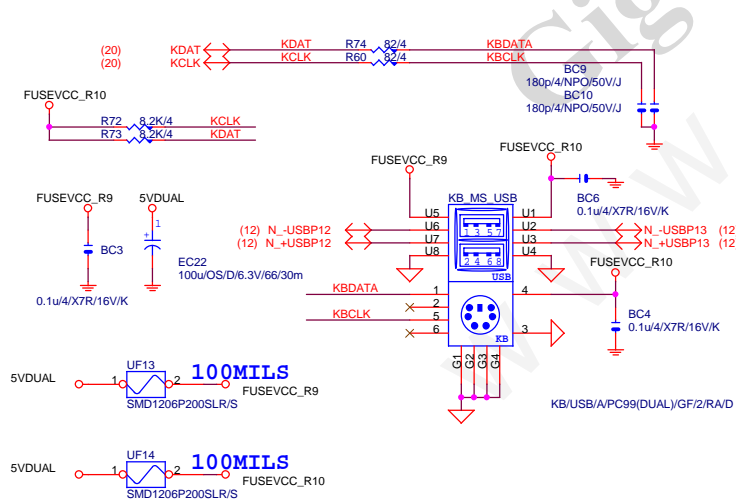 Gig
(20) KDAT KDAT R74 82/4 KBDATA
(20) KCLK KCLK R60 82/4 KBCLK
BC9
180p/4/NPO/50V/J
BC10
180p/4/NPO/50V/J
FUSEVCC_R10
R72 8.2K/4 KCLK
R73 8.2K/4 KDAT
FUSEVCC_R9
FUSEVCC_R10
BC6
0.1u/4/X7R/16V/K
FUSEVCC_R9
BC3
0.1u/4/X7R/16V/K
5VDUAL
1
+
EC22
100u/OS/D/6.3V/66/30m
KB_MS_USB
U5 U1
(12) N_-USBP12 U6 U2 N_-USBP13 (12
(12) N_+USBP12 U7 U3 N_+USBP13 (12
U8 U4
1 3 5 7
2 4 6 8
USB
FUSEVCC_R10
KBDATA 1 4
2
KBCLK 5
6 3
KB
G1 G2 G3 G4
BC4
0.1u/4/X7R/16V/K
KB/USB/A/PC99(DUAL)/GF/2/RA/D
UF13 100MILS
5VDUAL 1 2 FUSEVCC_R9
SMD1206P200SLR/S
UF14 100MILS
5VDUAL 1 2 FUSEVCC_R10
SMD1206P200SLR/S
w w w